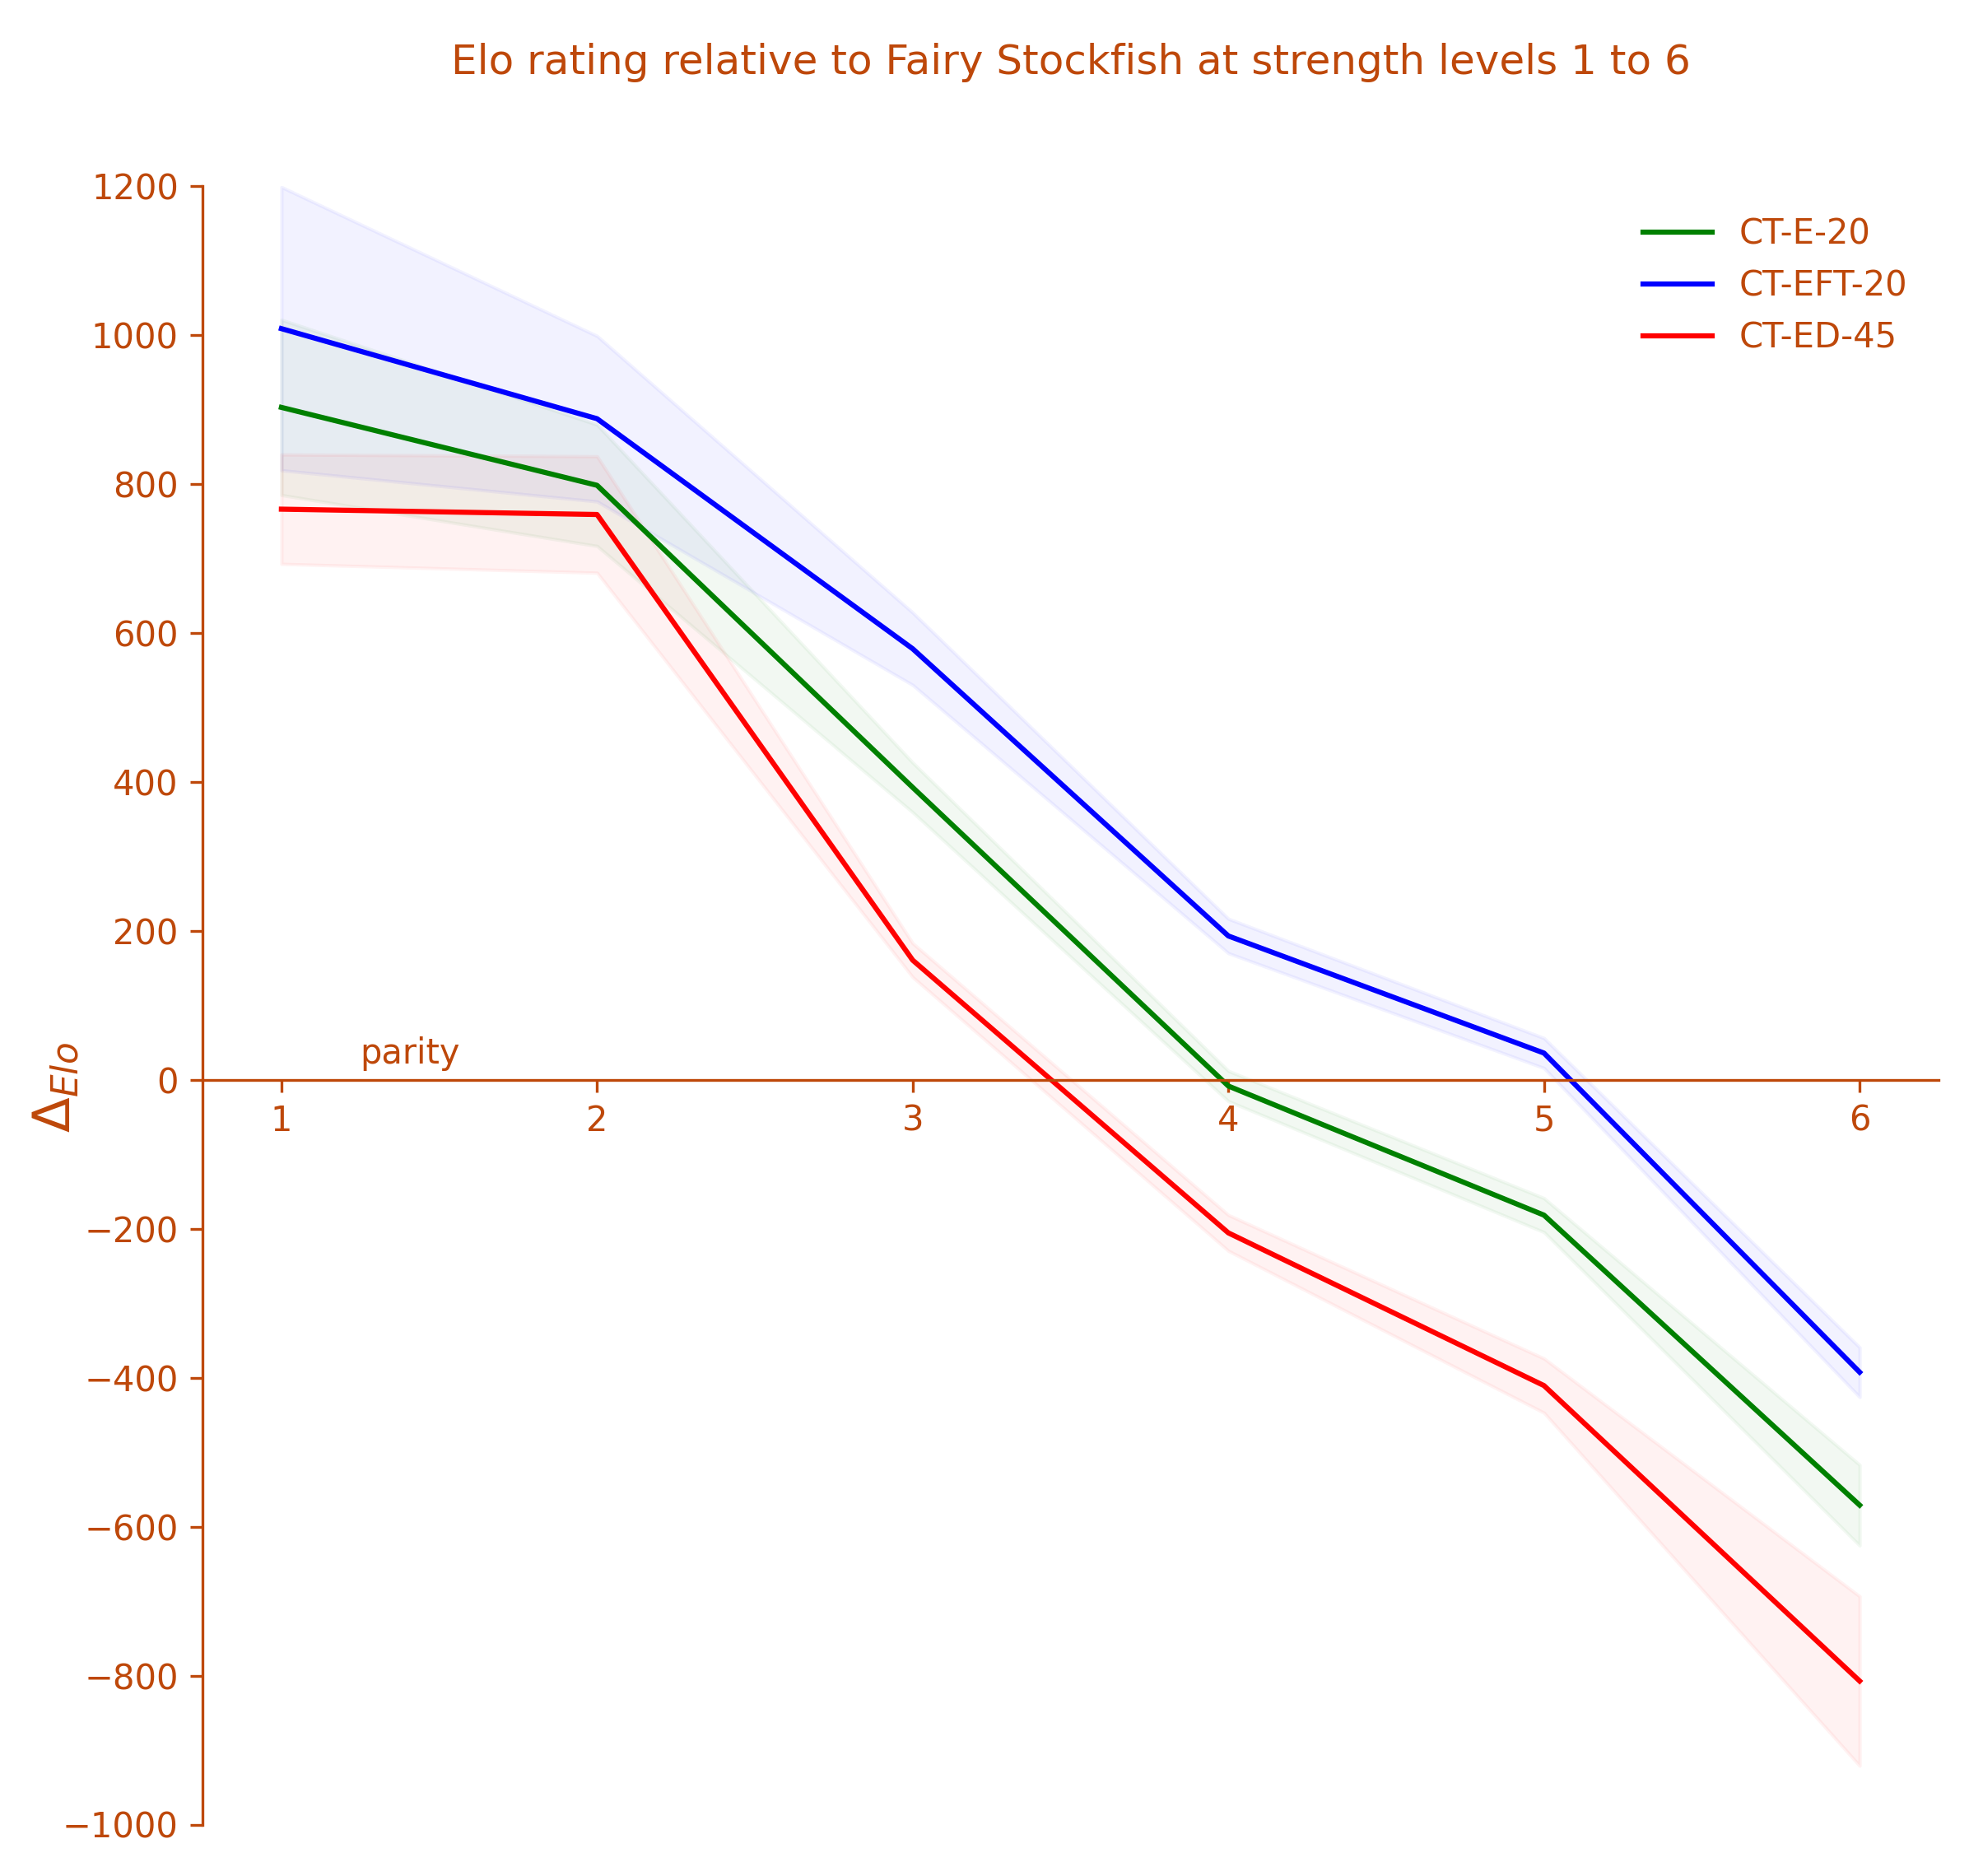 Elo rating relative to Fairy Stockfish at strength levels 1 to 6
1200
1000
800
600
400
200
0
−200
−400
−600
−800
−1000
ΔElo
parity
1 2 3 4 5 6
CT-E-20
CT-EFT-20
CT-ED-45